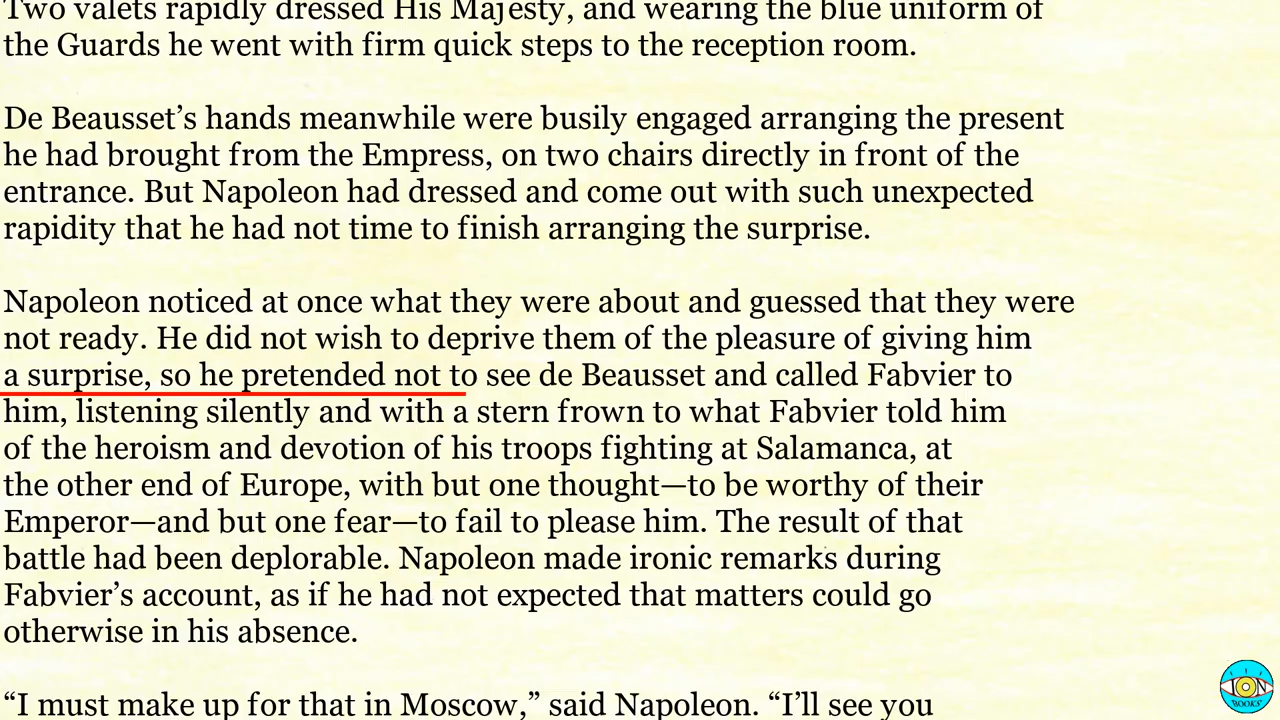 Two valets rapidly dressed His Majesty, and wearing the blue uniform of
the Guards he went with firm quick steps to the reception room.
De Beausset’s hands meanwhile were busily engaged arranging the present
he had brought from the Empress, on two chairs directly in front of the
entrance. But Napoleon had dressed and come out with such unexpected
rapidity that he had not time to finish arranging the surprise.
Napoleon noticed at once what they were about and guessed that they were
not ready. He did not wish to deprive them of the pleasure of giving him
a surprise, so he pretended not to see de Beausset and called Fabvier to
him, listening silently and with a stern frown to what Fabvier told him
of the heroism and devotion of his troops fighting at Salamanca, at
the other end of Europe, with but one thought—to be worthy of their
Emperor—and but one fear—to fail to please him. The result of that
battle had been deplorable. Napoleon made ironic remarks during
Fabvier’s account, as if he had not expected that matters could go
otherwise in his absence.
“I must make up for that in Moscow,” said Napoleon. “I’ll see you
ION
BOOKS